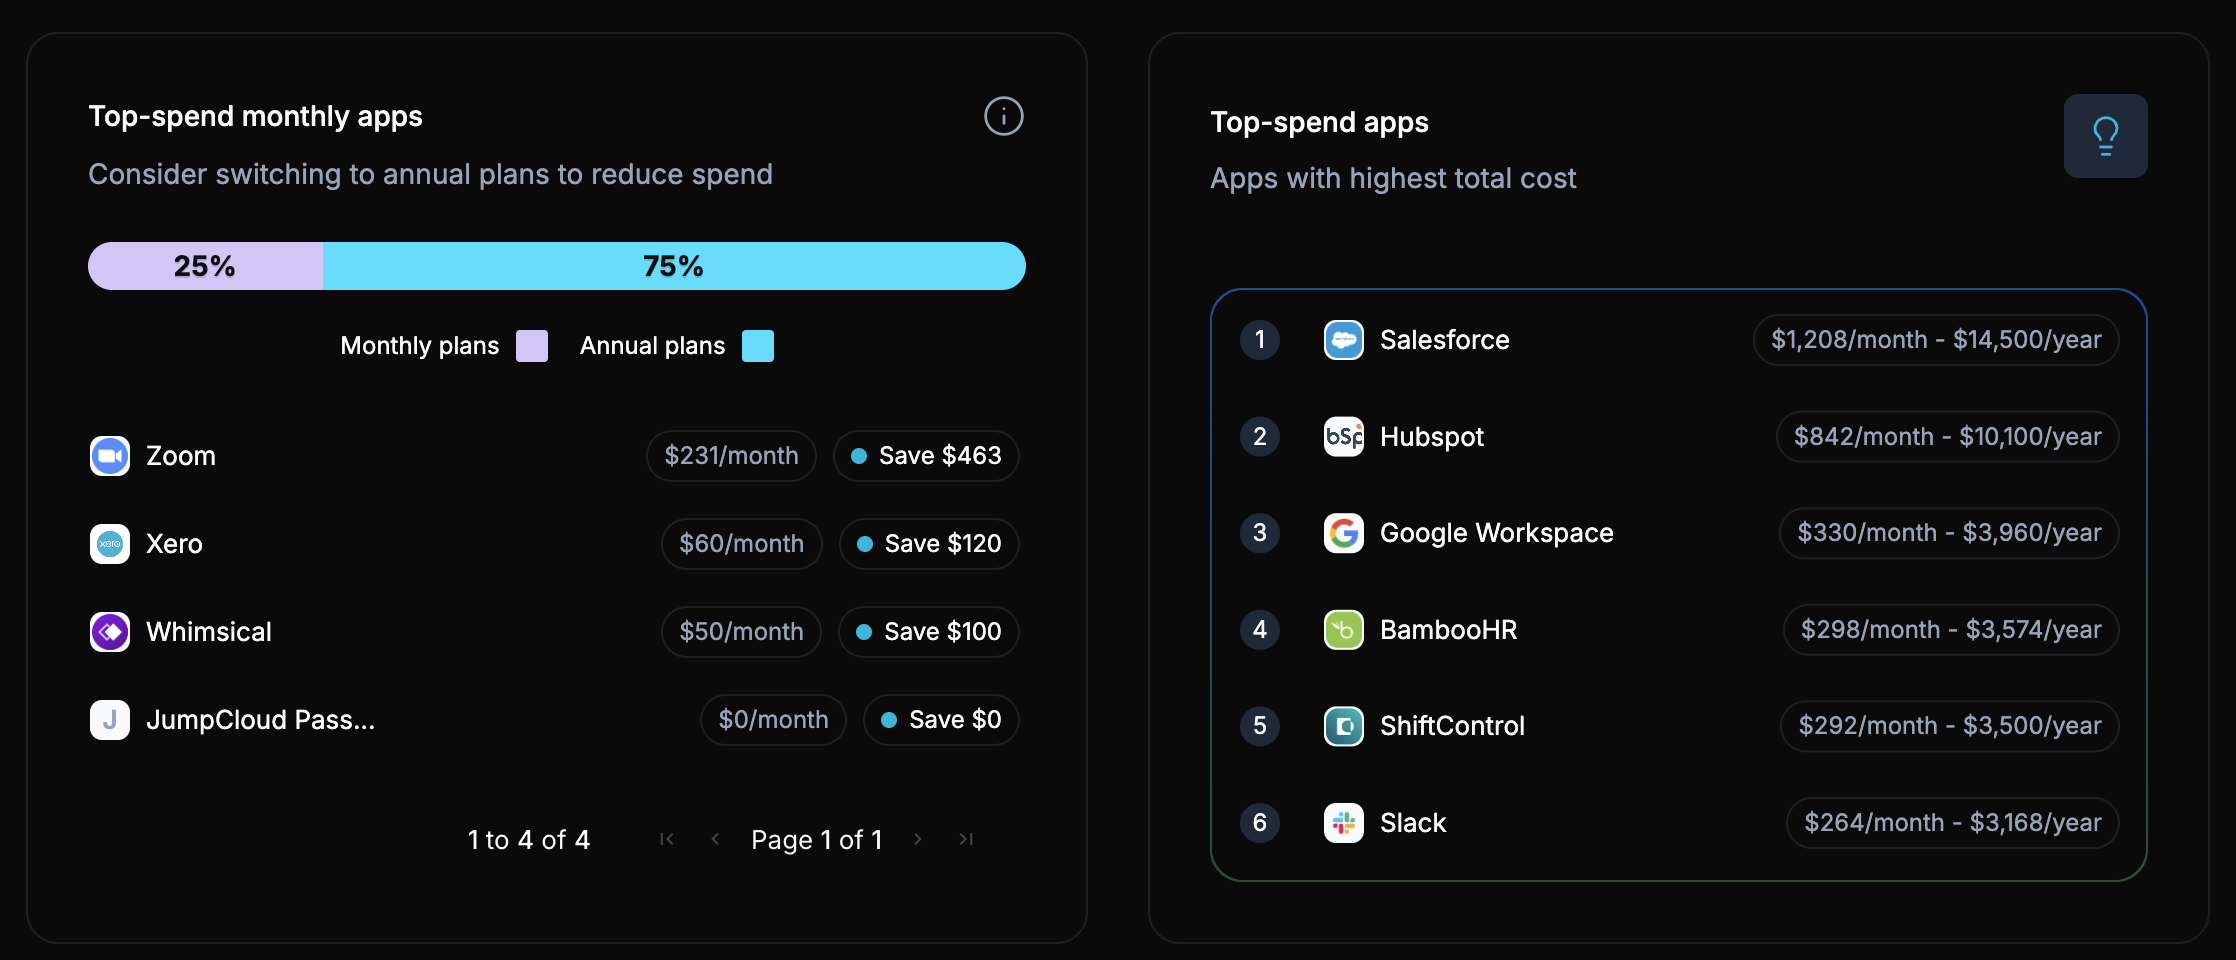 Top-spend monthly apps
Consider switching to annual plans to reduce spend
25% 75%
Monthly plans Annual plans
Zoom $231/month Save $463
xero Xero $60/month Save $120
Whimsical $50/month Save $100
J JumpCloud Pass... $0/month Save $0
1 to 4 of 4 Page 1 of 1
Top-spend apps
Apps with highest total cost
1 Salesforce $1,208/month - $14,500/year
2 bSp Hubspot $842/month - $10,100/year
3 G Google Workspace $330/month - $3,960/year
4 b BambooHR $298/month - $3,574/year
5 ShiftControl $292/month - $3,500/year
6 Slack $264/month - $3,168/year